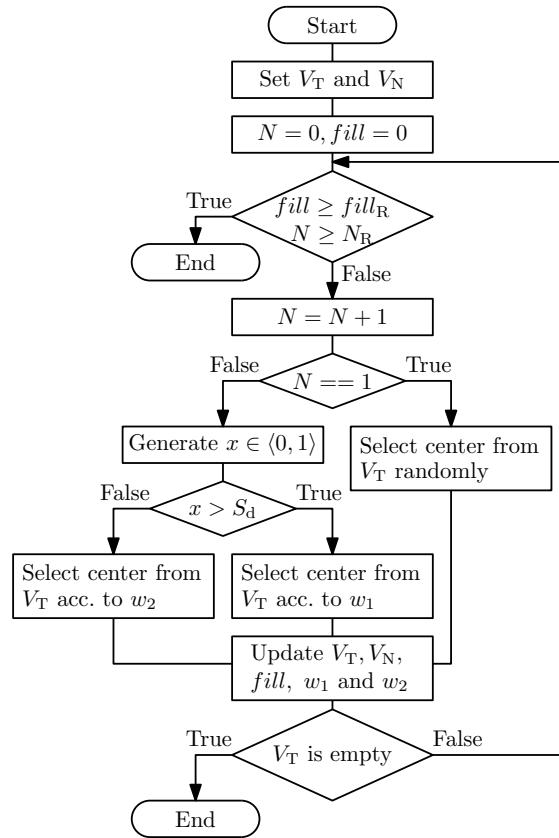 Start
Set V_T and V_N
N = 0, fill = 0
True
fill ≥ fill_R
N ≥ N_R
End
False
N = N + 1
False
N == 1
True
Generate x ∈ ⟨0, 1⟩
Select center from
V_T randomly
False
x > S_d
True
Select center from
V_T acc. to w_2
Select center from
V_T acc. to w_1
Update V_T, V_N,
fill, w_1 and w_2
True
V_T is empty
False
End